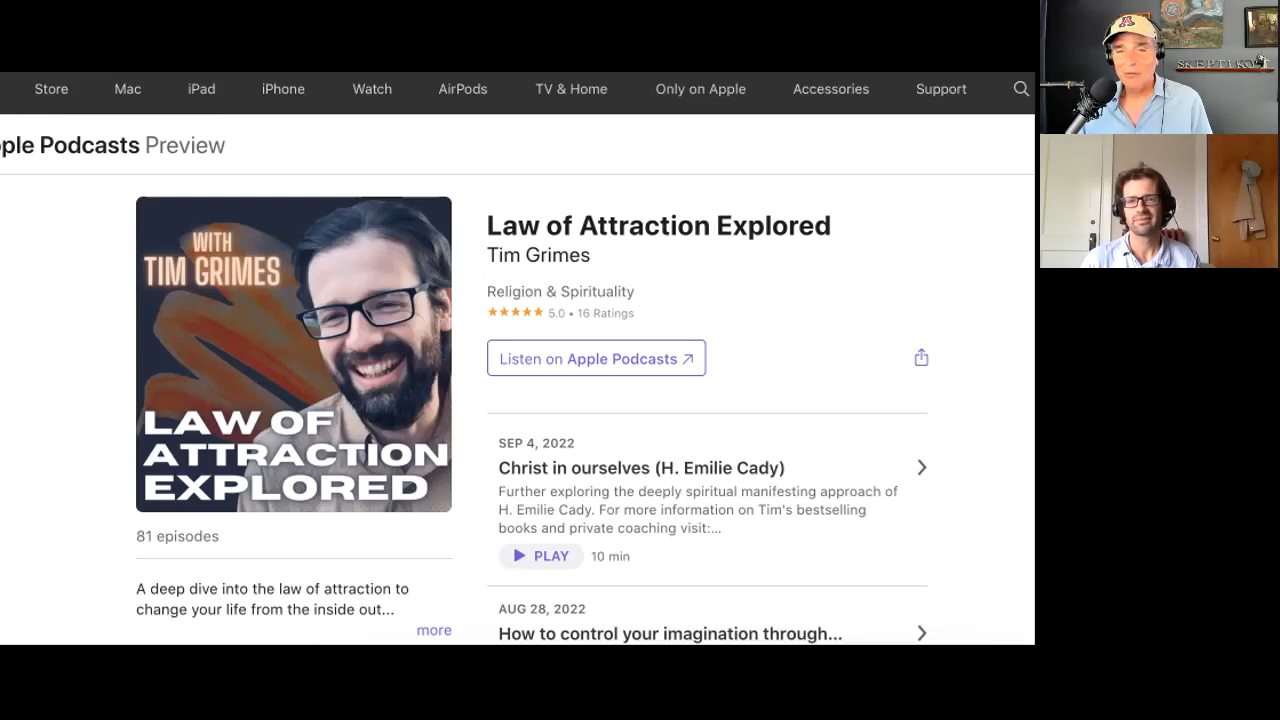 Store Mac iPad iPhone Watch AirPods TV & Home Only on Apple Accessories Support
ple Podcasts Preview
WITH
TIM GRIMES
LAW OF
ATTRACTION
EXPLORED
81 episodes
A deep dive into the law of attraction to
change your life from the inside out...
more
Law of Attraction Explored
Tim Grimes
Religion & Spirituality
★★★★★ 5.0 • 16 Ratings
Listen on Apple Podcasts ↗
SEP 4, 2022
Christ in ourselves (H. Emilie Cady)
Further exploring the deeply spiritual manifesting approach of
H. Emilie Cady. For more information on Tim's bestselling
books and private coaching visit:...
PLAY 10 min
AUG 28, 2022
How to control your imagination through...
A
SKEPTIKO